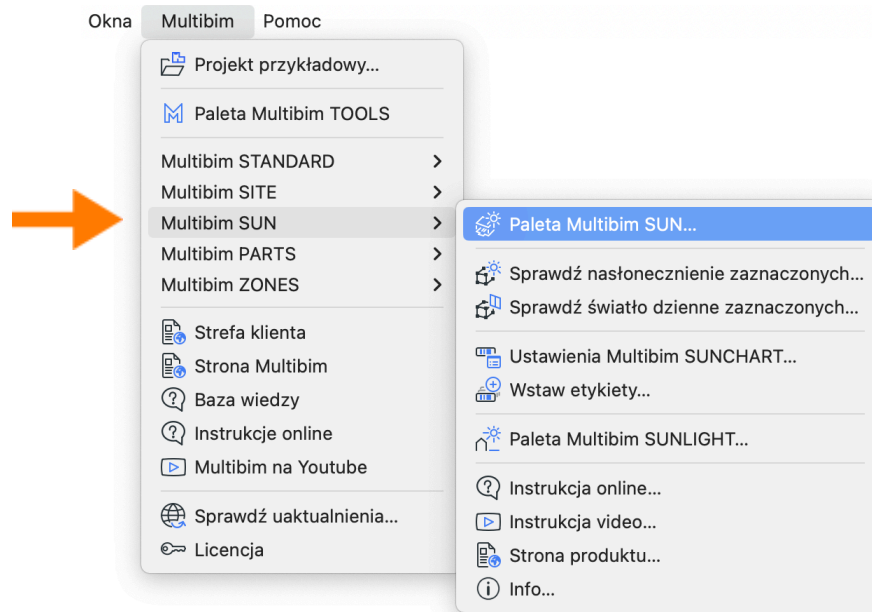 Okna Multibim Pomoc
Projekt przykładowy...
Paleta Multibim TOOLS
Multibim STANDARD
Multibim SITE
Multibim SUN
Multibim PARTS
Multibim ZONES
Strefa klienta
Strona Multibim
Baza wiedzy
Instrukcje online
Multibim na Youtube
Sprawdź uaktualnienia...
Licencja
Paleta Multibim SUN...
Sprawdź nasłonecznienie zaznaczonych...
Sprawdź światło dzienne zaznaczonych...
Ustawienia Multibim SUNCHART...
Wstaw etykiety...
Paleta Multibim SUNLIGHT...
Instrukcja online...
Instrukcja video...
Strona produktu...
Info...